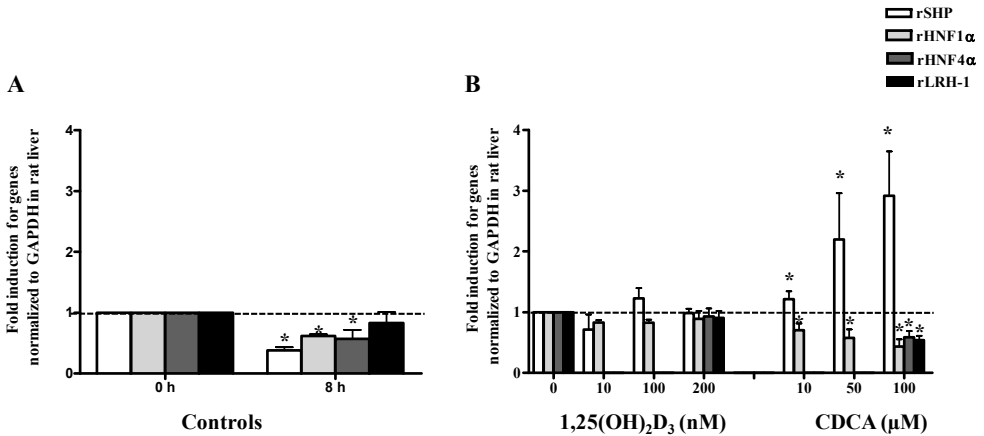 rSHP
rHNF1α
rHNF4α
rLRH-1
A
Fold induction for genes
normalized to GAPDH in rat liver
4
3
2
1
0
0 h
8 h
*
*
*
Controls
B
Fold induction for genes
normalized to GAPDH in rat liver
4
3
2
1
0
0
10
100
200
10
50
100
*
*
*
*
*
*
*
*
1,25(OH)₂D₃ (nM)
CDCA (µM)